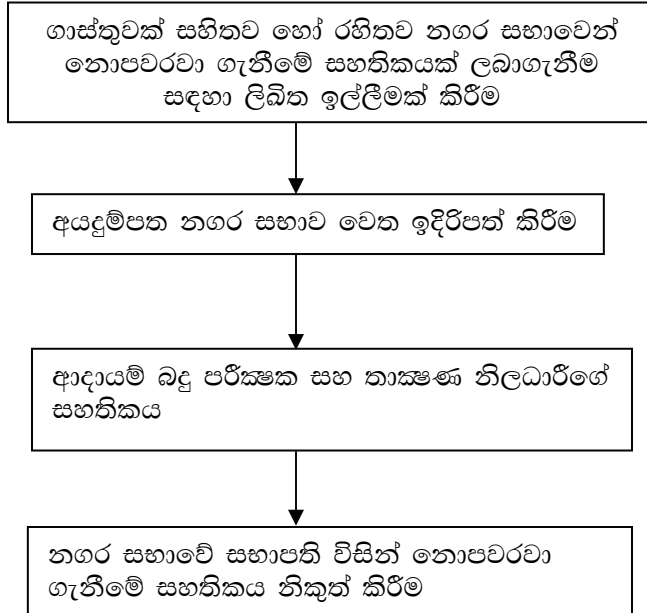 ගාස්තුවක් සහිතව හෝ රහිතව නගර සභාවෙන්
නොපවරවා ගැනීමේ සහතිකයක් ලබාගැනීම
සඳහා ලිඛිත ඉල්ලීමක් කිරීම
අයදුම්පත නගර සභාව වෙත ඉදිරිපත් කිරීම
ආදායම් බදු පරීක්‍ෂක සහ තාක්‍ෂණ නිලධාරීගේ
සහතිකය
නගර සභාවේ සභාපති විසින් නොපවරවා
ගැනීමේ සහතිකය නිකුත් කිරීම